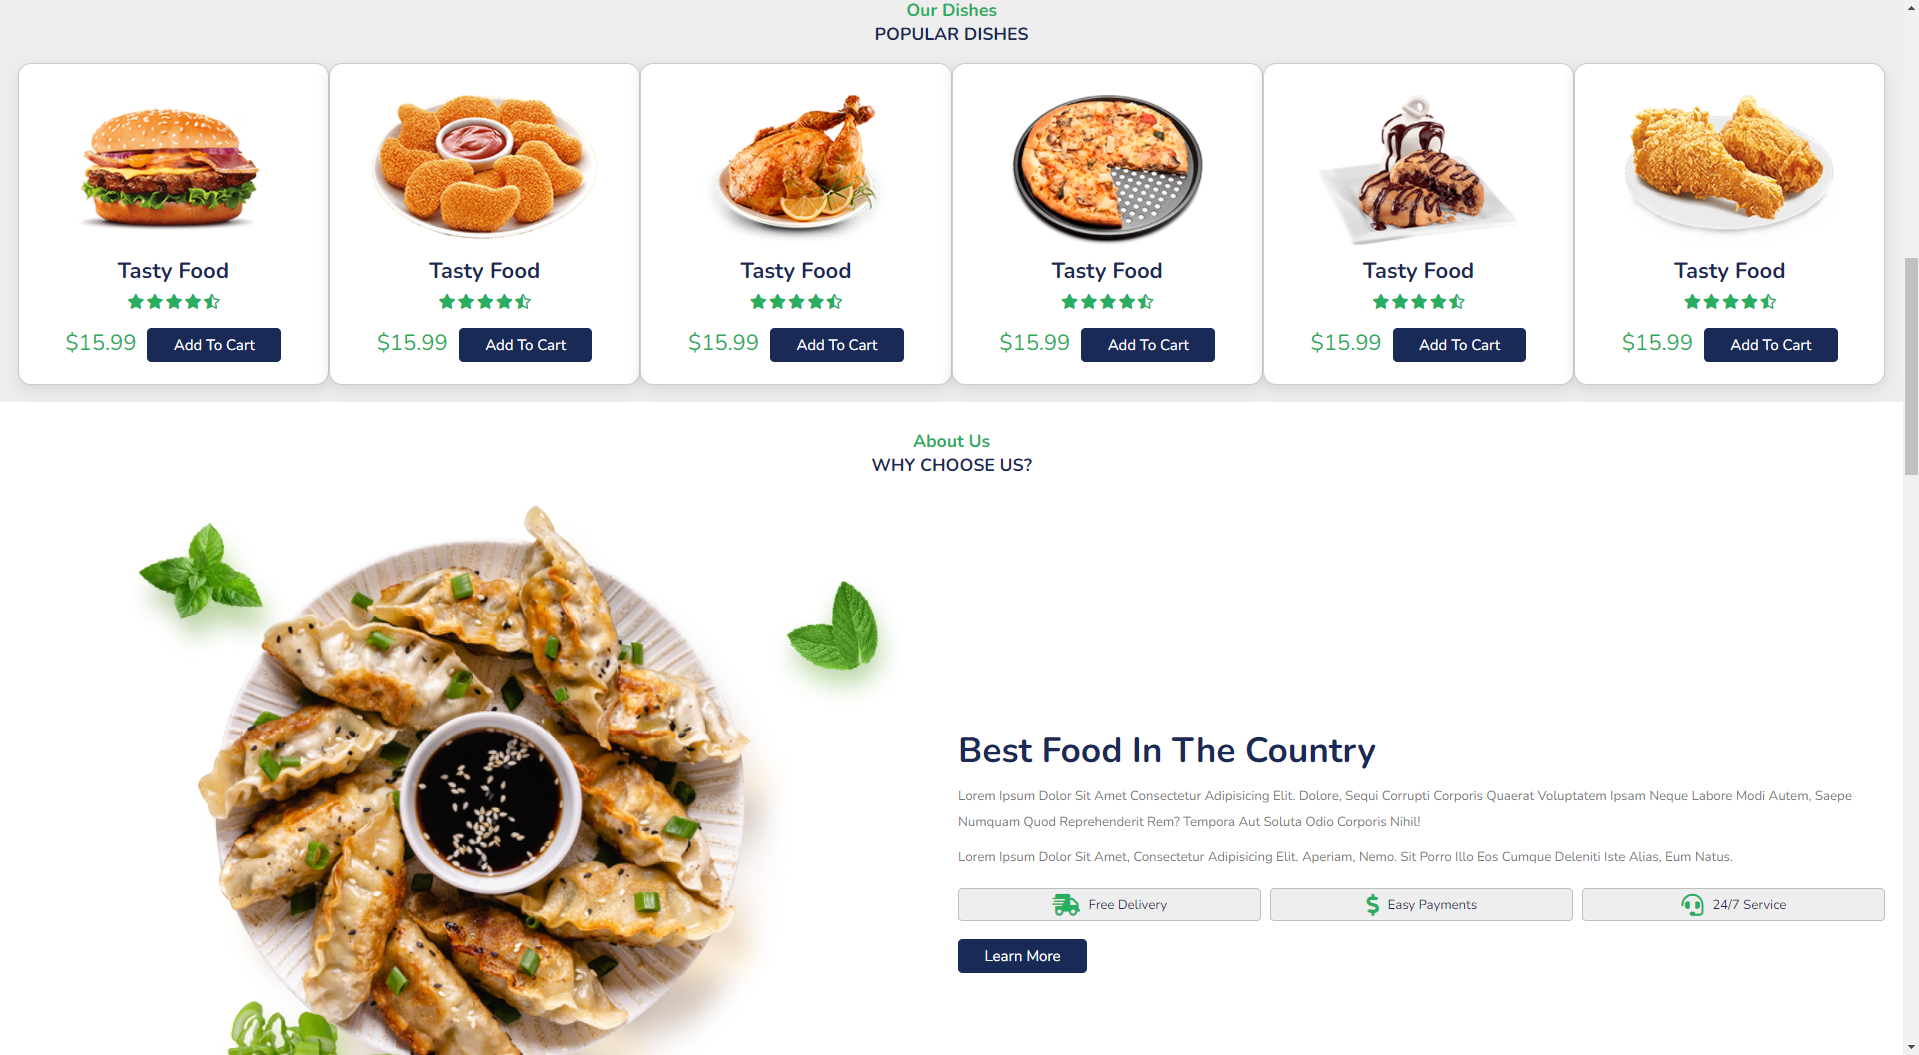 Our Dishes
POPULAR DISHES
Tasty Food
Tasty Food
Tasty Food
Tasty Food
Tasty Food
Tasty Food
$15.99 Add To Cart
$15.99 Add To Cart
$15.99 Add To Cart
$15.99 Add To Cart
$15.99 Add To Cart
$15.99 Add To Cart
About Us
WHY CHOOSE US?
Best Food In The Country
Lorem Ipsum Dolor Sit Amet Consectetur Adipisicing Elit. Dolore, Sequi Corrupti Corporis Quaerat Voluptatem Ipsam Neque Labore Modi Autem, Saepe
Numquam Quod Reprehenderit Rem? Tempora Aut Soluta Odio Corporis Nihil!
Lorem Ipsum Dolor Sit Amet, Consectetur Adipisicing Elit. Aperiam, Nemo. Sit Porro Illo Eos Cumque Deleniti Iste Alias, Eum Natus.
Free Delivery
Easy Payments
24/7 Service
Learn More